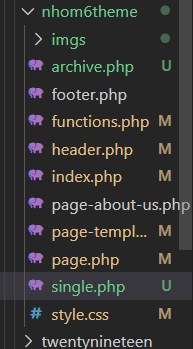 nhom6theme
imgs
archive.php U
footer.php
functions.php M
header.php M
index.php M
page-about-us.php
page-templ... M
page.php M
single.php U
# style.css M
twentynineteen